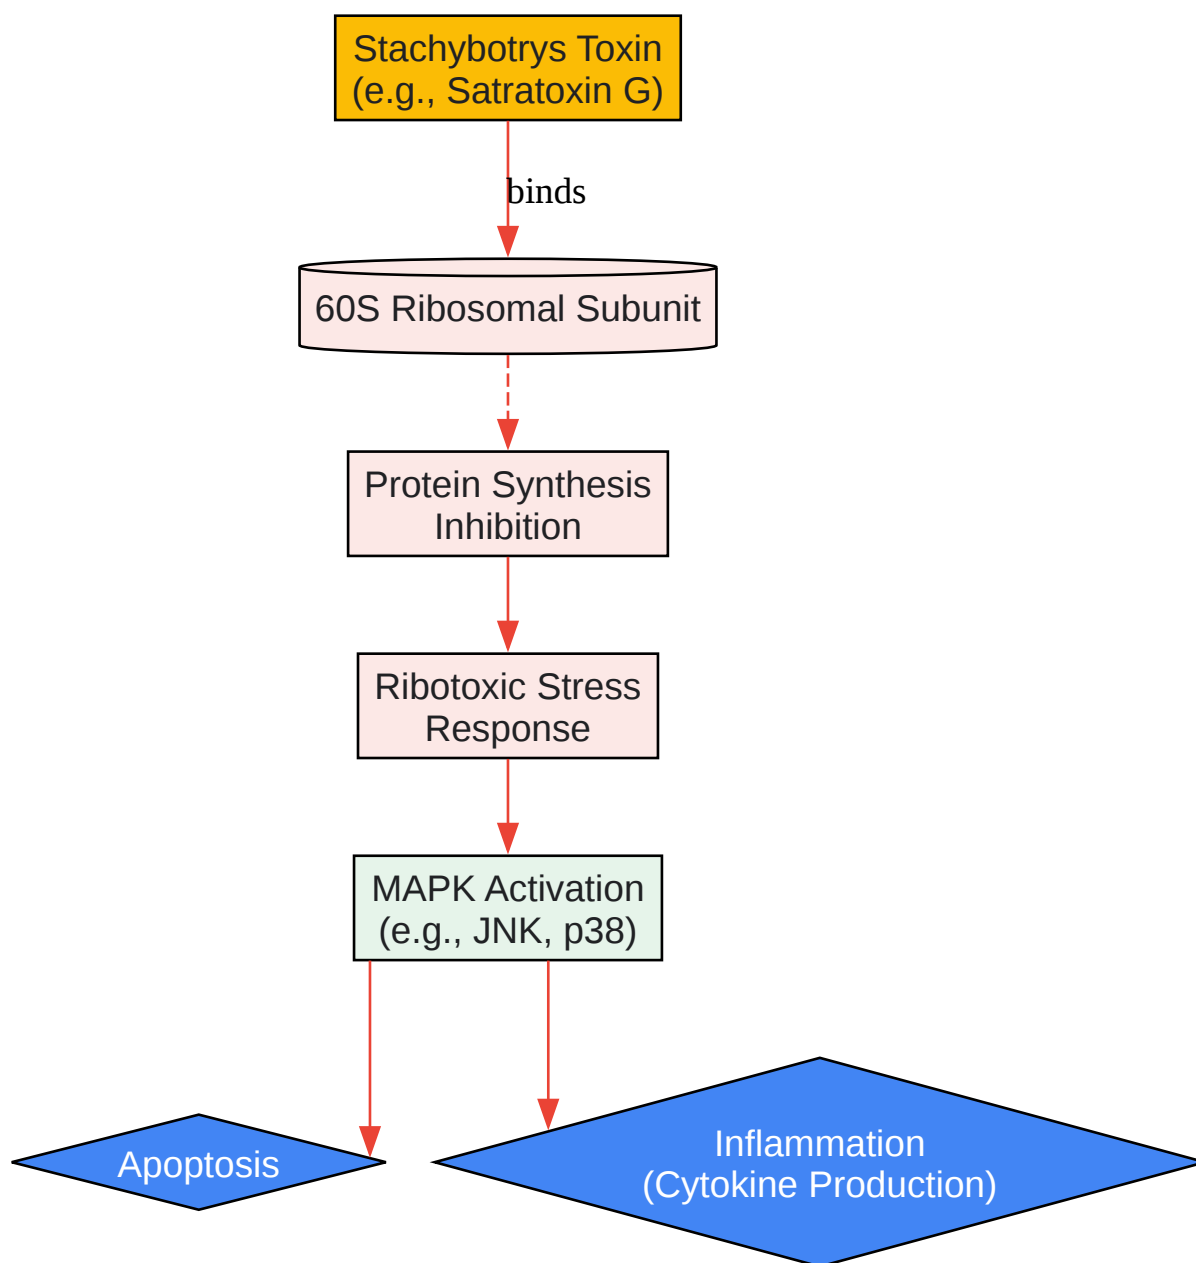 Stachybotrys Toxin
(e.g., Satratoxin G)
binds
60S Ribosomal Subunit
Protein Synthesis
Inhibition
Ribotoxic Stress
Response
MAPK Activation
(e.g., JNK, p38)
Apoptosis
Inflammation
(Cytokine Production)